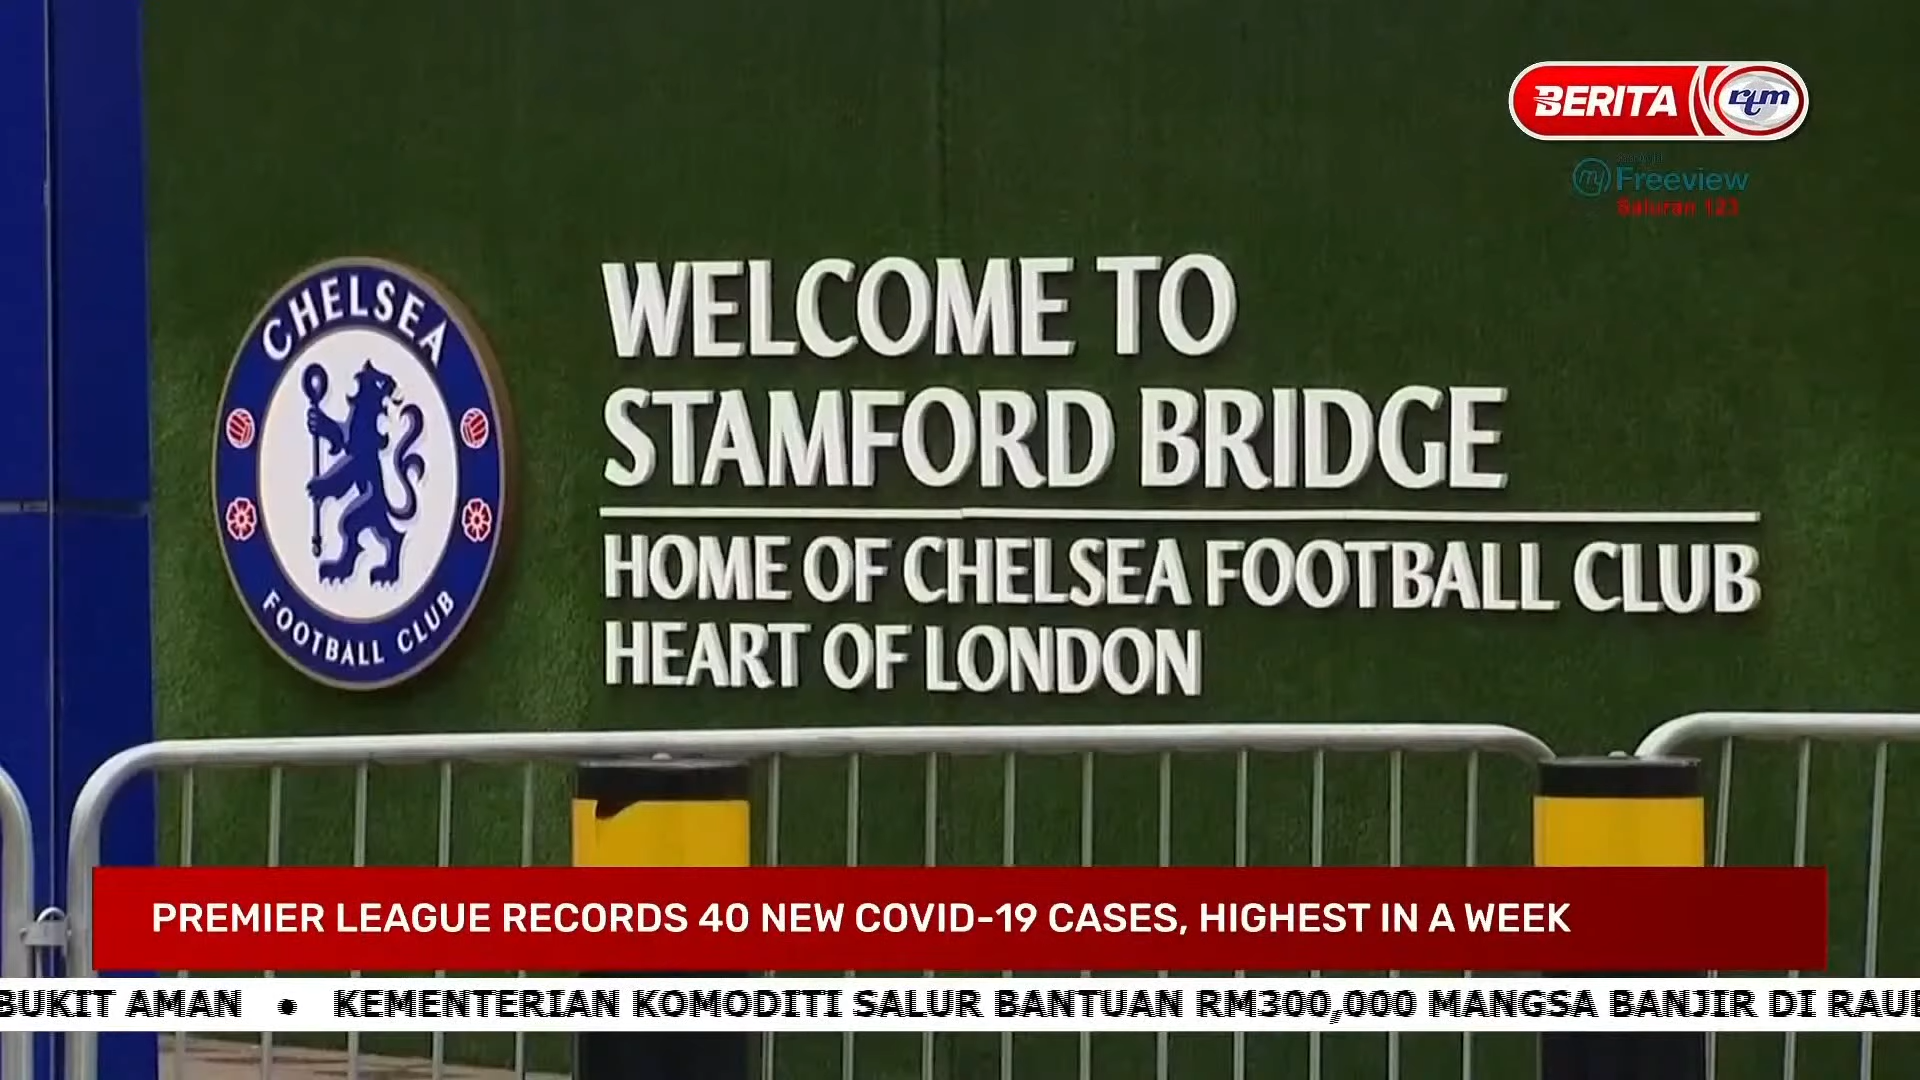 BERITA rtm
my Freeview
Saluran 123
CHELSEA
FOOTBALL CLUB
WELCOME TO
STAMFORD BRIDGE
HOME OF CHELSEA FOOTBALL CLUB
HEART OF LONDON
PREMIER LEAGUE RECORDS 40 NEW COVID-19 CASES, HIGHEST IN A WEEK
BUKIT AMAN • KEMENTERIAN KOMODITI SALUR BANTUAN RM300,000 MANGSA BANJIR DI RAUB